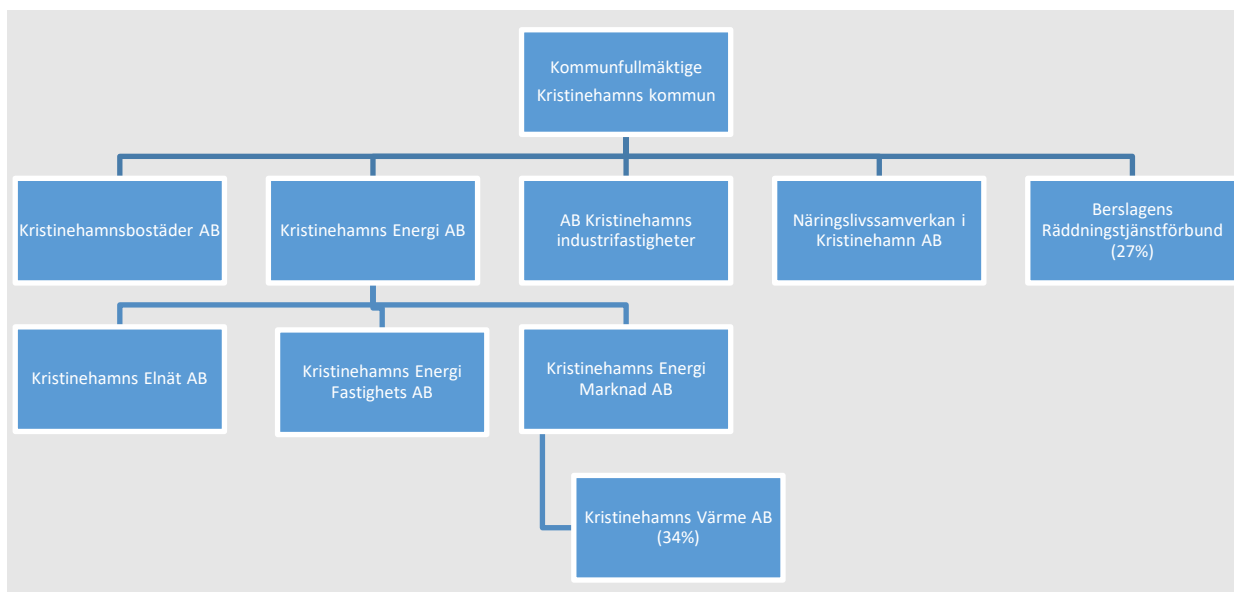 Kommunfullmäktige
Kristinehamns kommun
Kristinehamnsbostäder AB
Kristinehamns Energi AB
AB Kristinehamns
industrifastigheter
Näringslivssamverkan i
Kristinehamn AB
Berslagens
Räddningstjänstförbund
(27%)
Kristinehamns Elnät AB
Kristinehamns Energi
Fastighets AB
Kristinehamns Energi
Marknad AB
Kristinehamns Värme AB
(34%)